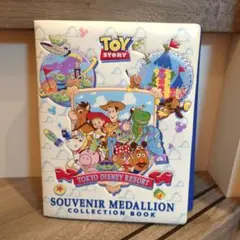 TOY
STORY
TOKYO DISNEY RESORT
SOUVENIR MEDALLION
COLLECTION BOOK